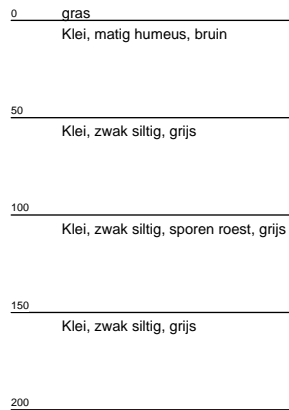 0 gras
Klei, matig humeus, bruin
50
Klei, zwak siltig, grijs
100
Klei, zwak siltig, sporen roest, grijs
150
Klei, zwak siltig, grijs
200